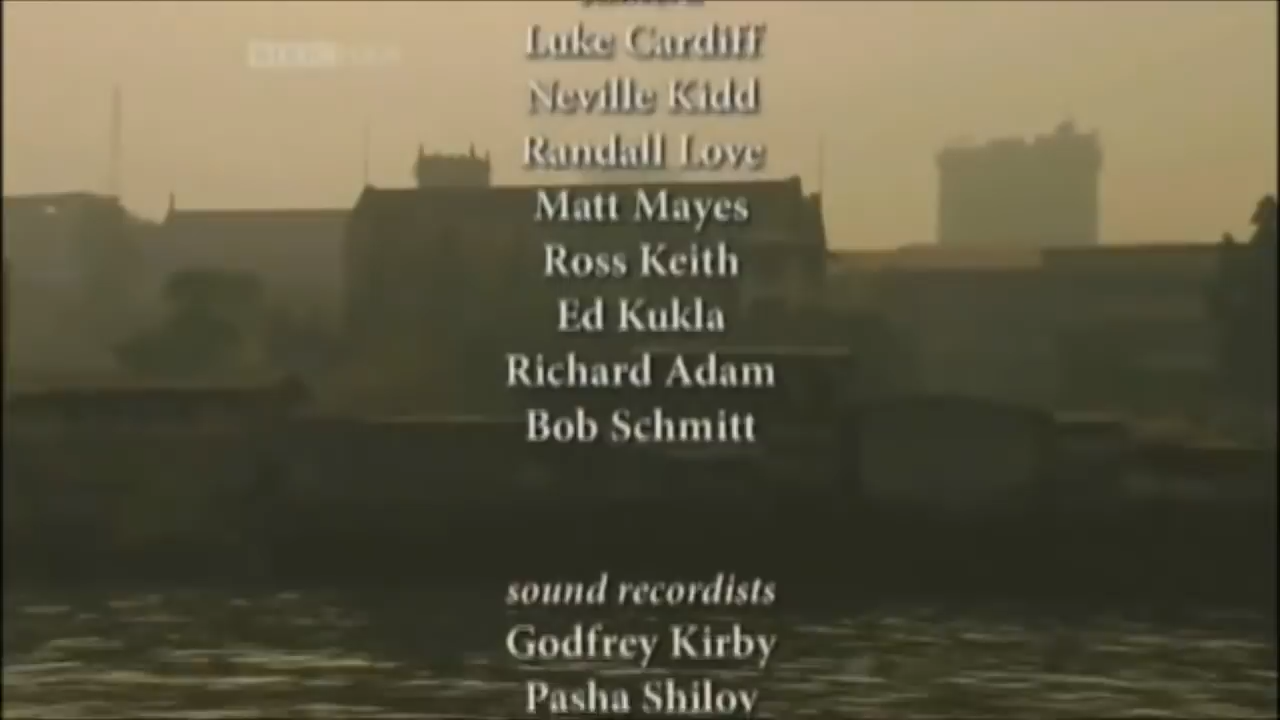 Luke Cardiff
Neville Kidd
Randall Love
Matt Mayes
Ross Keith
Ed Kukla
Richard Adam
Bob Schmitt
sound recordists
Godfrey Kirby
Pasha Shilov